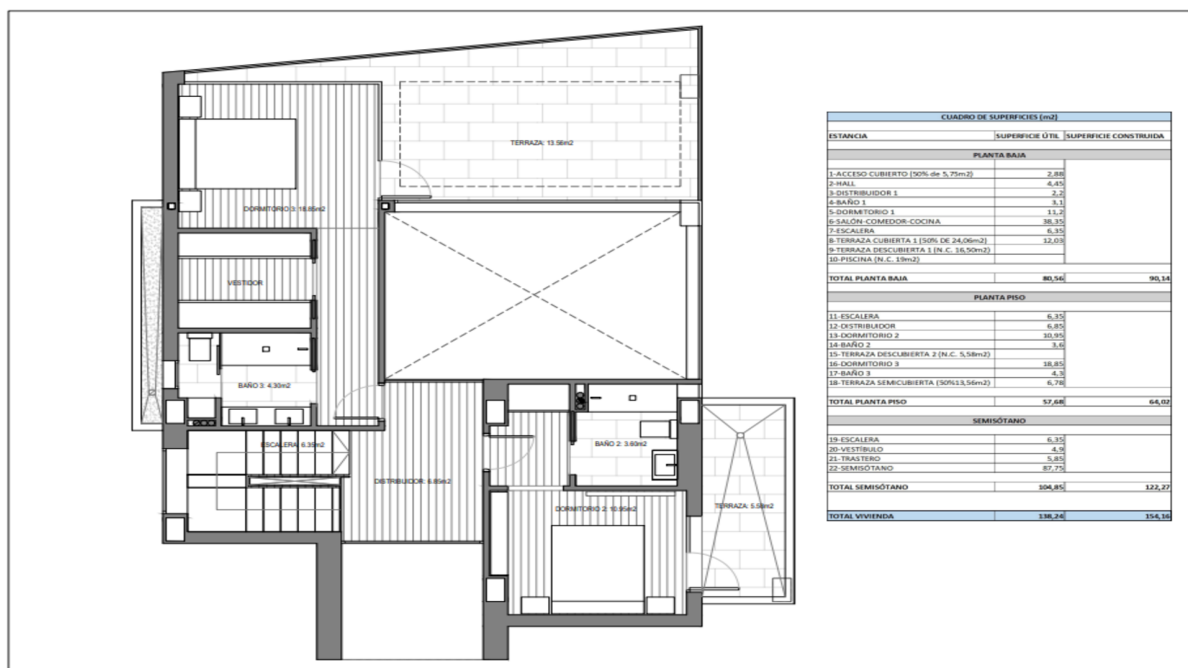 TERRAZA: 13.56m2
DORMITORIO 3: 18.85m2
VESTIDOR
BAÑO 3: 4.30m2
ESCALERA: 6.35m2
DISTRIBUIDOR: 6.85m2
BAÑO 2: 3.60m2
DORMITORIO 2: 10.95m2
TERRAZA: 5.58m2
CUADRO DE SUPERFICIES (m2)
ESTANCIA SUPERFICIE ÚTIL SUPERFICIE CONSTRUIDA
PLANTA BAJA
1-ACCESO CUBIERTO (50% de 5,75m2) 2,88
2-HALL 4,45
3-DISTRIBUIDOR 1 2,2
4-BAÑO 1 3,1
5-DORMITORIO 1 11,2
6-SALÓN-COMEDOR-COCINA 38,35
7-ESCALERA 6,35
8-TERRAZA CUBIERTA 1 (50% DE 24,06m2) 12,03
9-TERRAZA DESCUBIERTA 1 (N.C. 16,50m2)
10-PISCINA (N.C. 19m2)
TOTAL PLANTA BAJA 80,56 90,14
PLANTA PISO
11-ESCALERA 6,35
12-DISTRIBUIDOR 6,85
13-DORMITORIO 2 10,95
14-BAÑO 2 3,6
15-TERRAZA DESCUBIERTA 2 (N.C. 5,58m2)
16-DORMITORIO 3 18,85
17-BAÑO 3 4,3
18-TERRAZA SEMICUBIERTA (50%13,56m2) 6,78
TOTAL PLANTA PISO 57,68 64,02
SEMISÓTANO
19-ESCALERA 6,35
20-VESTÍBULO 4,9
21-TRASTERO 5,85
22-SEMISÓTANO 87,75
TOTAL SEMISÓTANO 104,85 122,27
TOTAL VIVIENDA 138,24 154,16